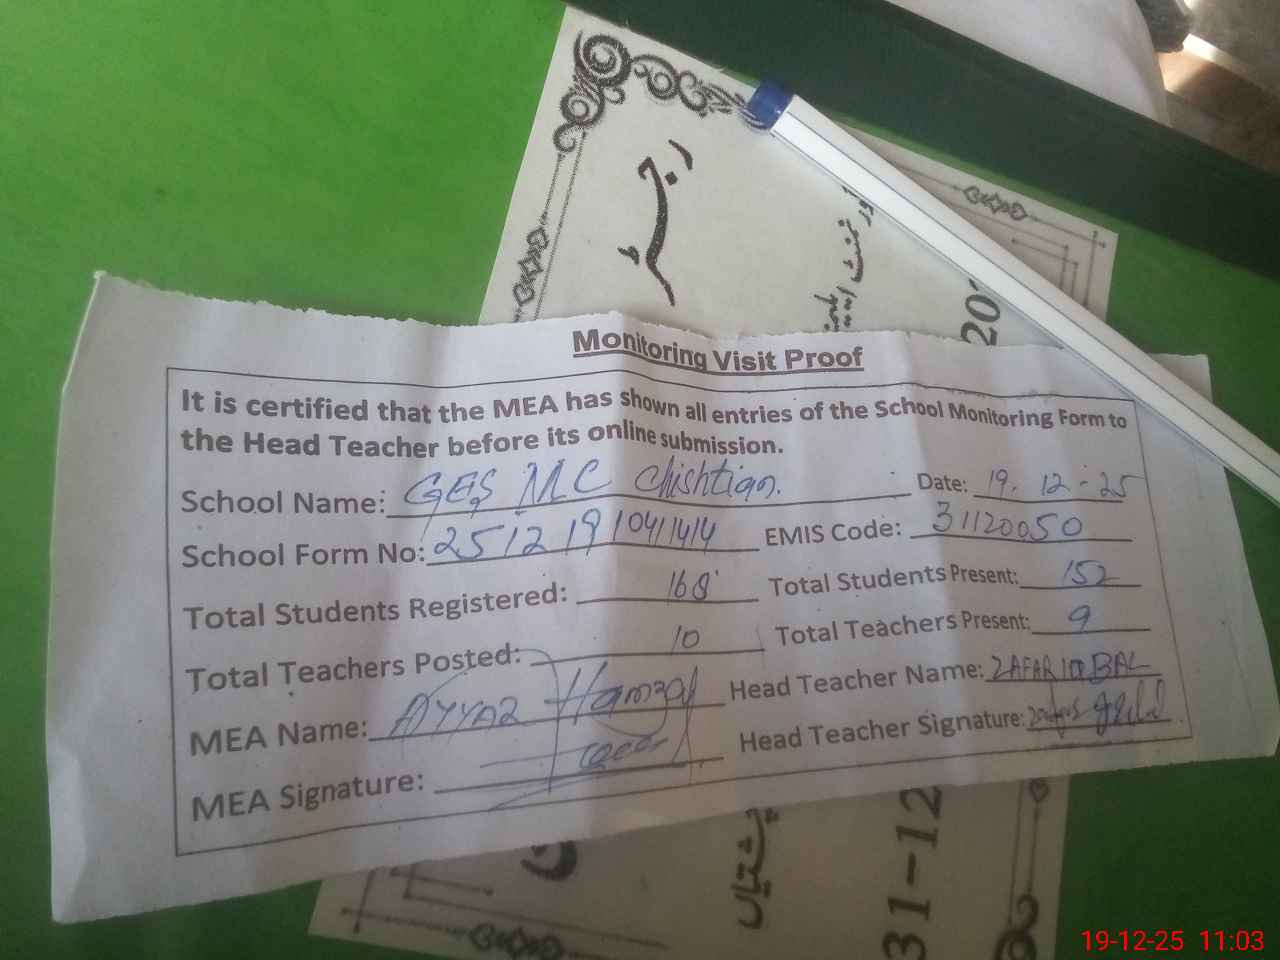 رجسٹر
Monitoring Visit Proof
It is certified that the MEA has shown all entries of the School Monitoring Form to
the Head Teacher before its online submission.
School Name: GES MC Chishtian. Date: 19-12-25
School Form No: 25121910411414 EMIS Code: 31120050
Total Students Registered: 168 Total Students Present: 152
Total Teachers Posted: 10 Total Teachers Present: 9
MEA Name: AYYAZ Hamzah Head Teacher Name: ZAFAR IQBAL
MEA Signature: Head Teacher Signature:
چشتیاں
31-12
19-12-25 11:03